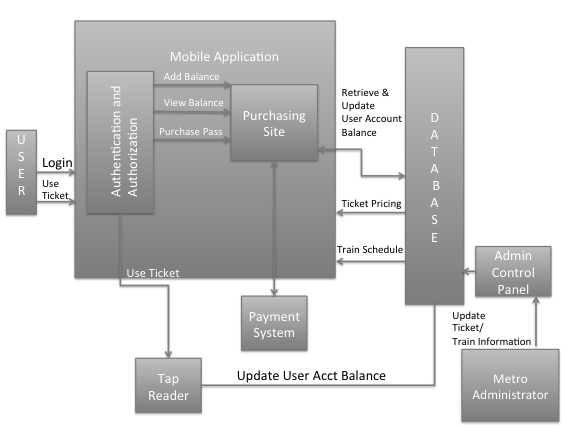 Mobile Application
Add Balance
View Balance
Purchase Pass
Authentication and
Authorization
Purchasing
Site
Retrieve &
Update
User Account
Balance
DATABASE
USER
Login
Use
Ticket
Ticket Pricing
Train Schedule
Admin
Control
Panel
Use Ticket
Payment
System
Update
Ticket/
Train Information
Tap
Reader
Update User Acct Balance
Metro
Administrator